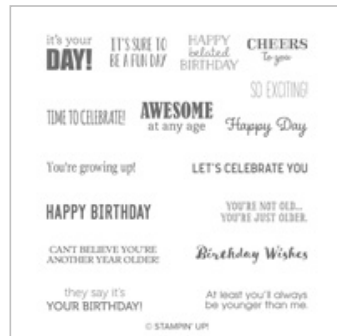 it's your
DAY!
IT'S SURE TO
BE A FUN DAY
HAPPY
belated
BIRTHDAY
CHEERS
to you
SO EXCITING!
TIME TO CELEBRATE!
AWESOME
at any age
Happy Day
You're growing up!
LET'S CELEBRATE YOU
HAPPY BIRTHDAY
YOU'RE NOT OLD...
YOU'RE JUST OLDER.
CAN'T BELIEVE YOU'RE
ANOTHER YEAR OLDER!
Birthday Wishes
they say it's
YOUR BIRTHDAY!
At least you'll always
be younger than me.
© STAMPIN' UP!